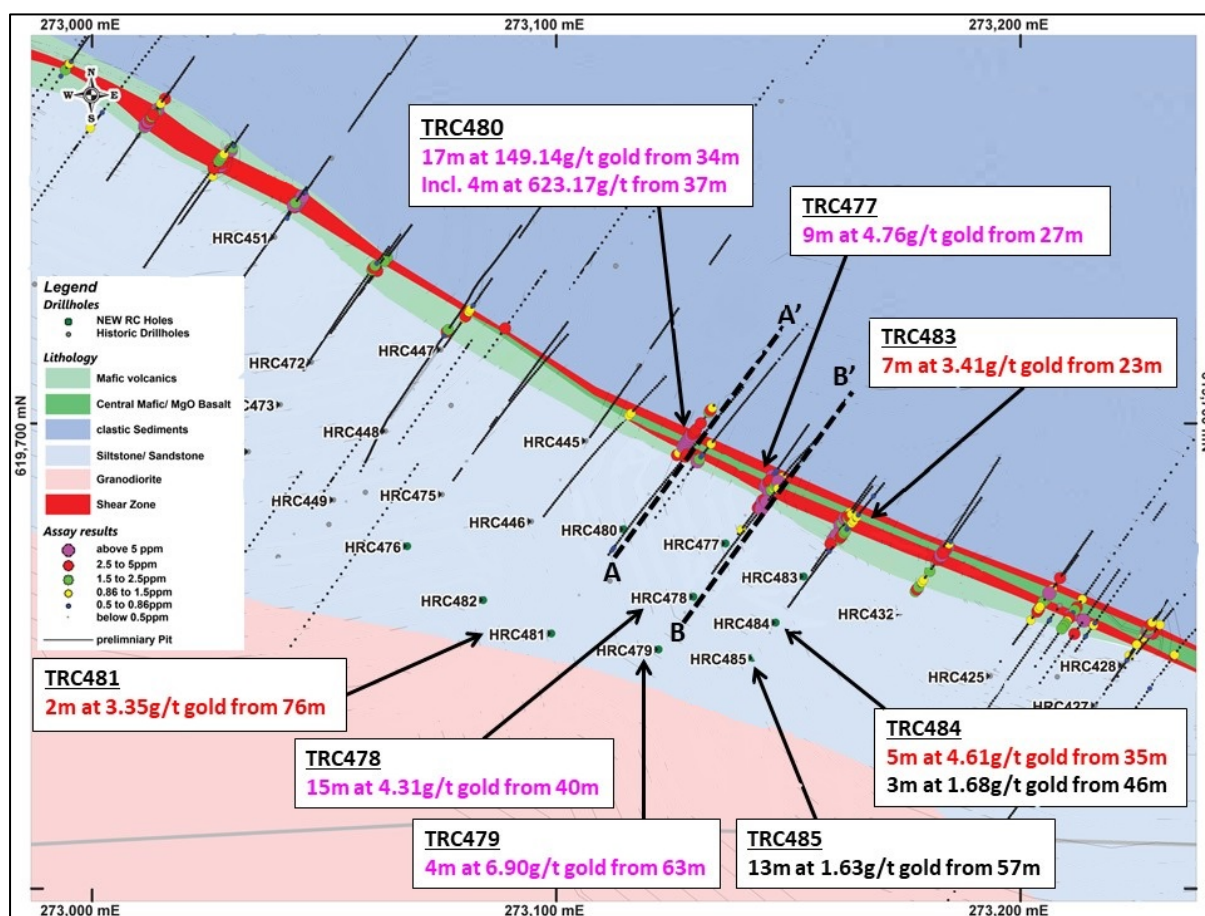 273,000 mE
273,100 mE
273,200 mE
N
W
E
S
TRC480
17m at 149.14g/t gold from 34m
Incl. 4m at 623.17g/t from 37m
TRC477
9m at 4.76g/t gold from 27m
TRC483
7m at 3.41g/t gold from 23m
HRC451
HRC472
HRC447
C473
HRC448
HRC445
HRC449
HRC475
HRC446
HRC476
HRC480
HRC477
HRC483
HRC482
HRC478
HRC432
HRC481
HRC484
HRC479
HRC485
HRC425
HRC428
HRC427
A'
B'
A
B
619,700 mN
Legend
Drillholes
NEW RC Holes
Historic Drillholes
Lithology
Mafic volcanics
Central Mafic/ MgO Basalt
clastic Sediments
Siltstone/ Sandstone
Granodiorite
Shear Zone
Assay results
above 5 ppm
2.5 to 5ppm
1.5 to 2.5ppm
0.86 to 1.5ppm
0.5 to 0.86ppm
below 0.5ppm
prelimniary Pit
TRC481
2m at 3.35g/t gold from 76m
TRC478
15m at 4.31g/t gold from 40m
TRC484
5m at 4.61g/t gold from 35m
3m at 1.68g/t gold from 46m
TRC479
4m at 6.90g/t gold from 63m
TRC485
13m at 1.63g/t gold from 57m
273,000 mE
273,100 mE
273,200 mE